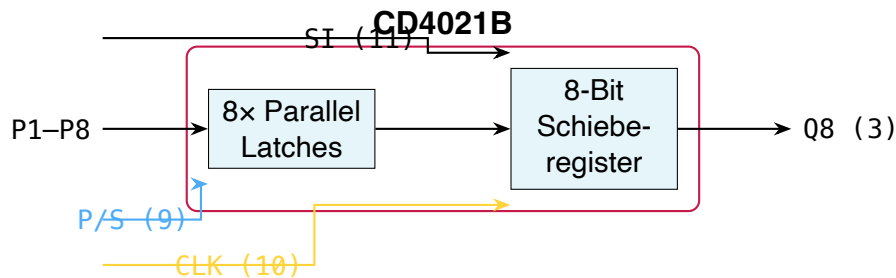 CD4021B
SI (11)
8× Parallel
Latches
8-Bit
Schiebe-
register
P1–P8
Q8 (3)
P/S (9)
CLK (10)